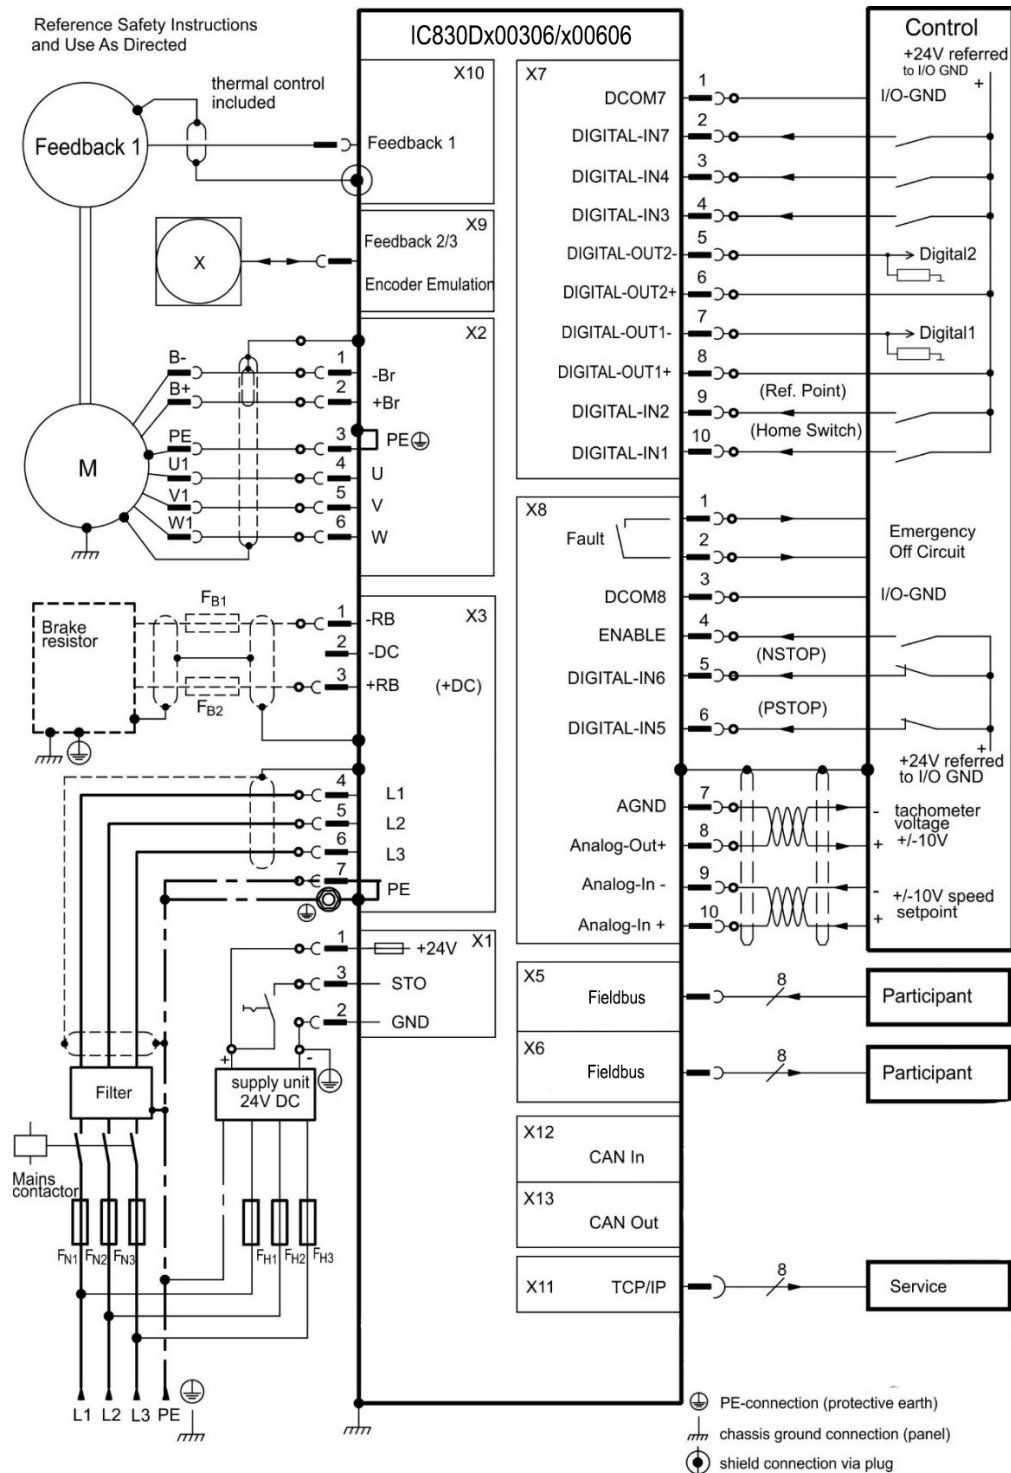 Reference Safety Instructions
and Use As Directed
IC830Dx00306/x00606
Control
+24V referred
to I/O GND
+
X10
thermal control
included
Feedback 1
Feedback 1
X9
Feedback 2/3
Encoder Emulation
X
X2
B-
1
-Br
B+
2
+Br
PE
3
PE
U1
4
U
V1
5
V
W1
6
W
M
X3
Brake
resistor
FB1
1
-RB
2
-DC
3
+RB
(+DC)
FB2
4
L1
5
L2
6
L3
7
PE
X1
1
+24V
3
STO
2
GND
+
-
Filter
supply unit
24V DC
Mains
contactor
FN1
FN2
FN3
FH1
FH2
FH3
L1
L2
L3
PE
X7
DCOM7
1
I/O-GND
DIGITAL-IN7
2
DIGITAL-IN4
3
DIGITAL-IN3
4
DIGITAL-OUT2-
5
Digital2
DIGITAL-OUT2+
6
DIGITAL-OUT1-
7
Digital1
DIGITAL-OUT1+
8
DIGITAL-IN2
9
(Ref. Point)
DIGITAL-IN1
10
(Home Switch)
X8
Fault
1
2
Emergency
Off Circuit
DCOM8
3
I/O-GND
ENABLE
4
DIGITAL-IN6
5
(NSTOP)
DIGITAL-IN5
6
(PSTOP)
+
+24V referred
to I/O GND
AGND
7
-
tachometer
voltage
+/-10V
Analog-Out+
8
+
Analog-In -
9
-
+/-10V speed
setpoint
Analog-In +
10
+
X5
Fieldbus
8
Participant
X6
Fieldbus
8
Participant
X12
CAN In
X13
CAN Out
X11
TCP/IP
8
Service
PE-connection (protective earth)
chassis ground connection (panel)
shield connection via plug